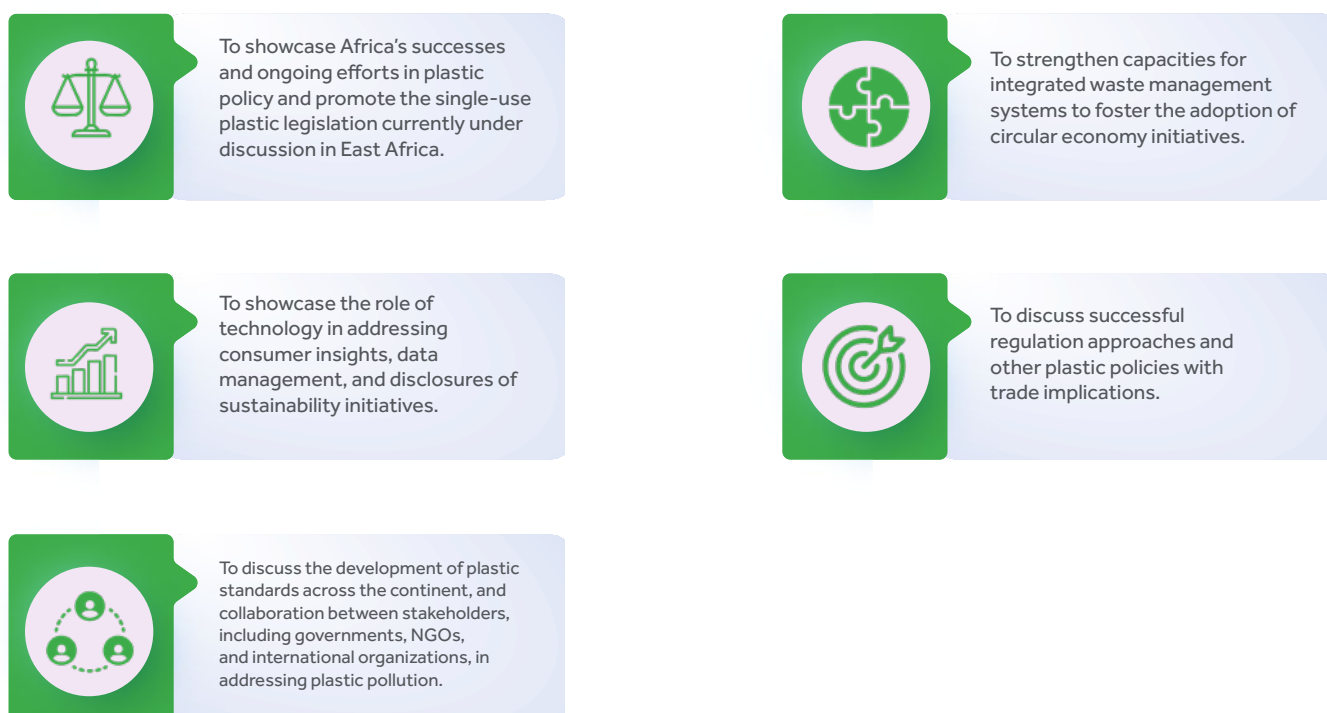 To showcase Africa's successes
and ongoing efforts in plastic
policy and promote the single-use
plastic legislation currently under
discussion in East Africa.
To strengthen capacities for
integrated waste management
systems to foster the adoption of
circular economy initiatives.
To showcase the role of
technology in addressing
consumer insights, data
management, and disclosures of
sustainability initiatives.
To discuss successful
regulation approaches and
other plastic policies with
trade implications.
To discuss the development of plastic
standards across the continent, and
collaboration between stakeholders,
including governments, NGOs,
and international organizations, in
addressing plastic pollution.